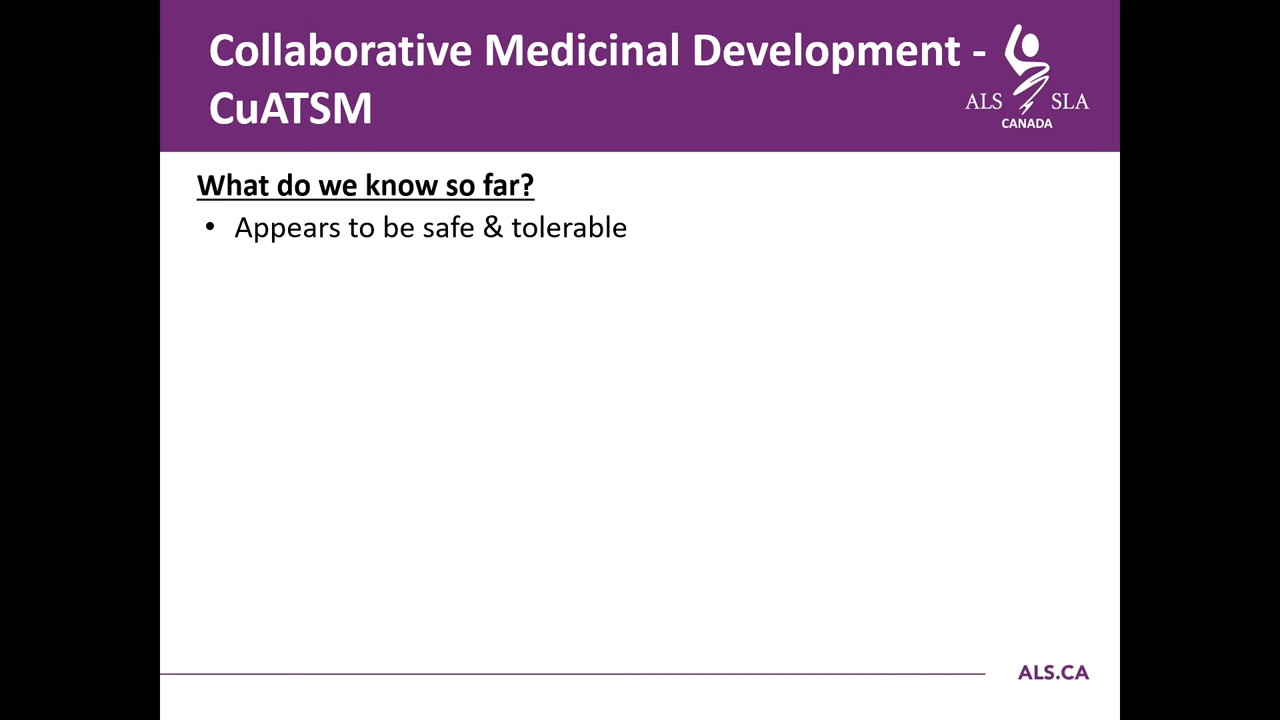 Collaborative Medicinal Development -
CuATSM
ALS SLA
CANADA
What do we know so far?
• Appears to be safe & tolerable
ALS.CA